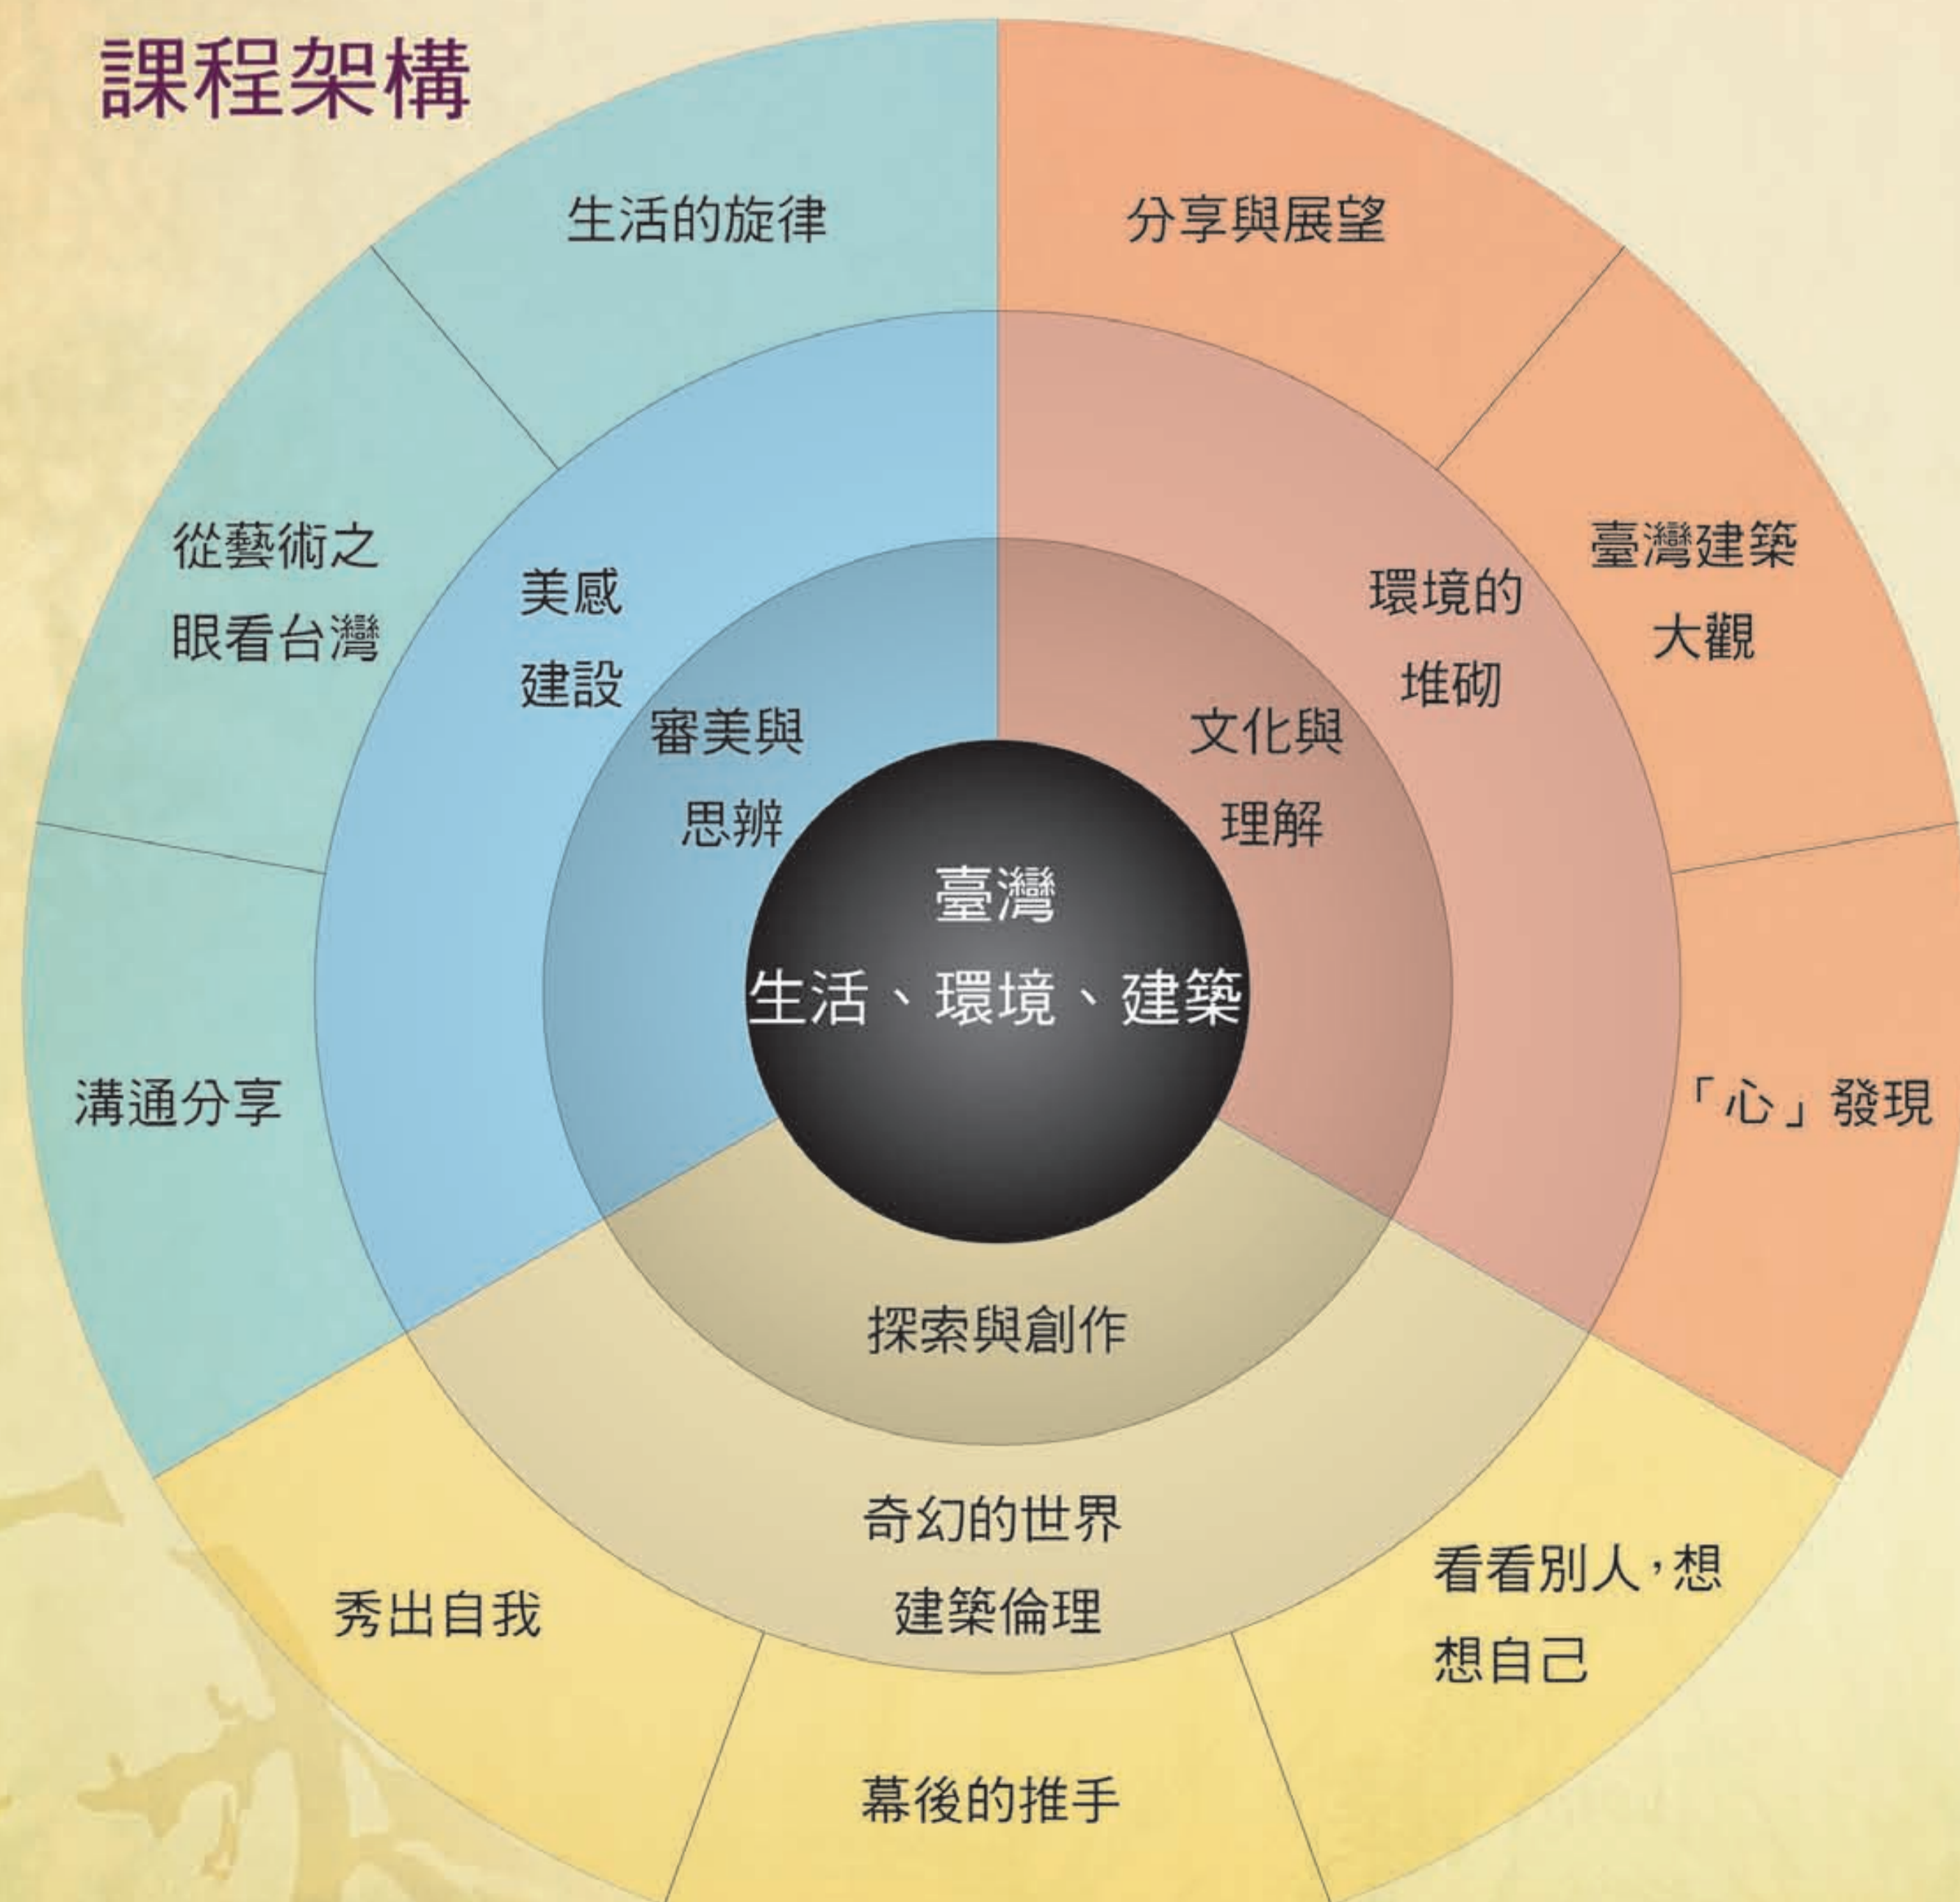 課程架構
生活的旋律
分享與展望
從藝術之
眼看台灣
美感
建設
環境的
堆砌
臺灣建築
大觀
審美與
思辨
文化與
理解
臺灣
生活、環境、建築
溝通分享
「心」發現
探索與創作
奇幻的世界
建築倫理
秀出自我
看看別人，想
想自己
幕後的推手